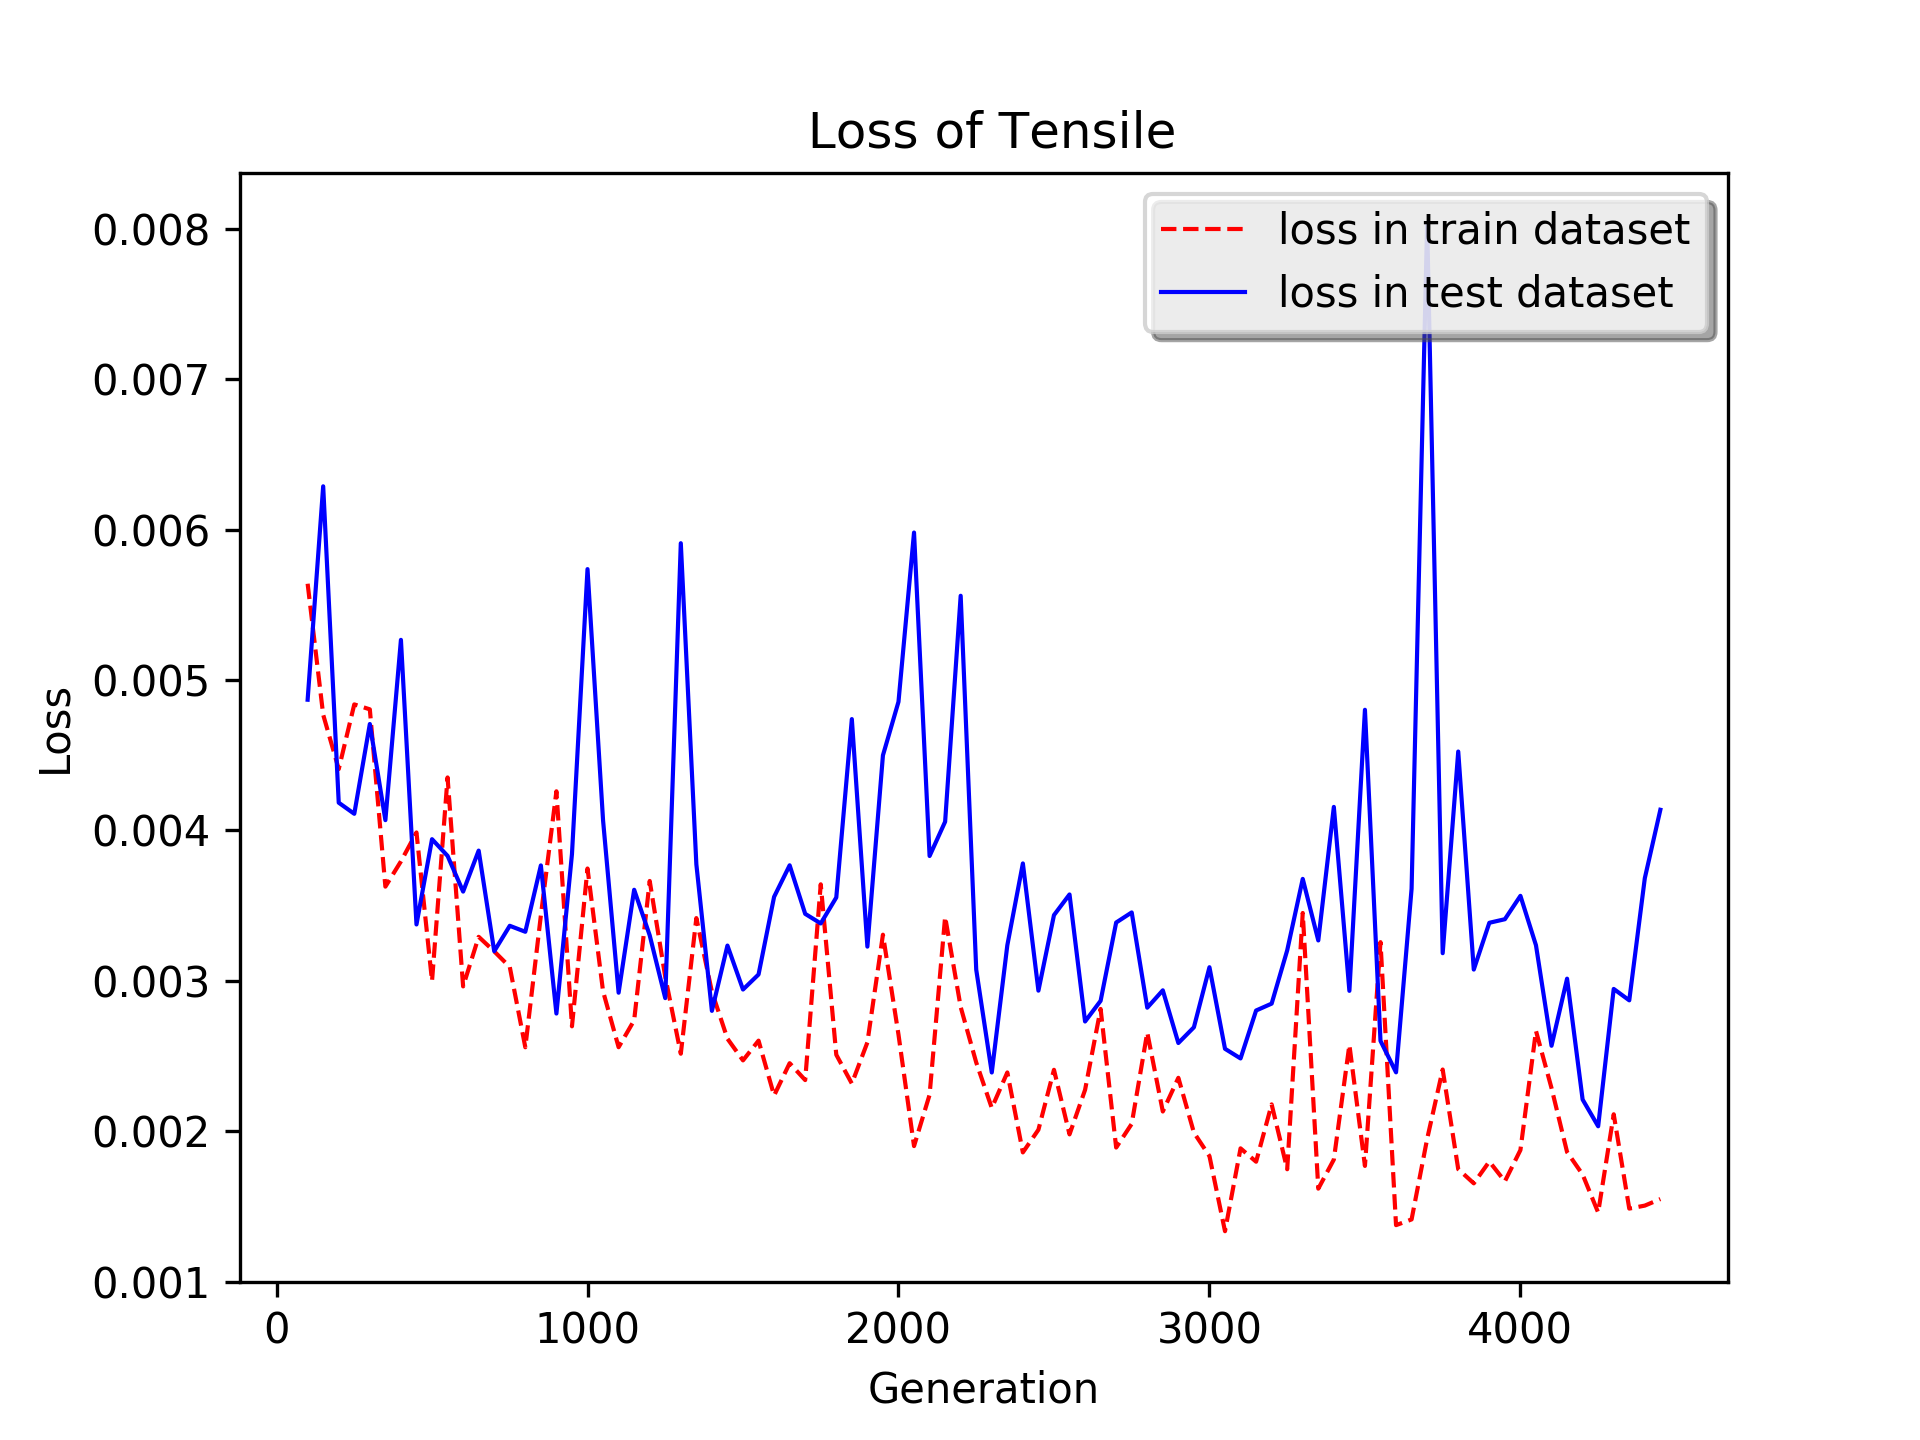 Loss of Tensile
loss in train dataset
loss in test dataset
0.008
0.007
0.006
0.005
0.004
0.003
0.002
0.001
Loss
0 1000 2000 3000 4000
Generation